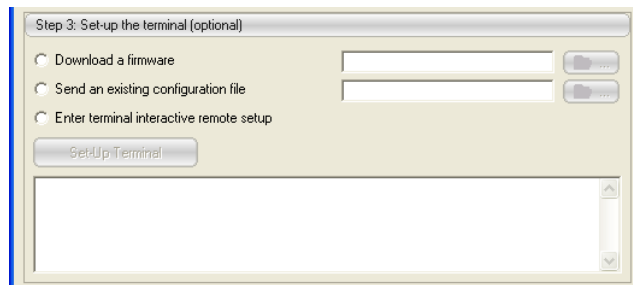 Step 3: Set-up the terminal (optional)
Download a firmware
...
Send an existing configuration file
...
Enter terminal interactive remote setup
Set-Up Terminal